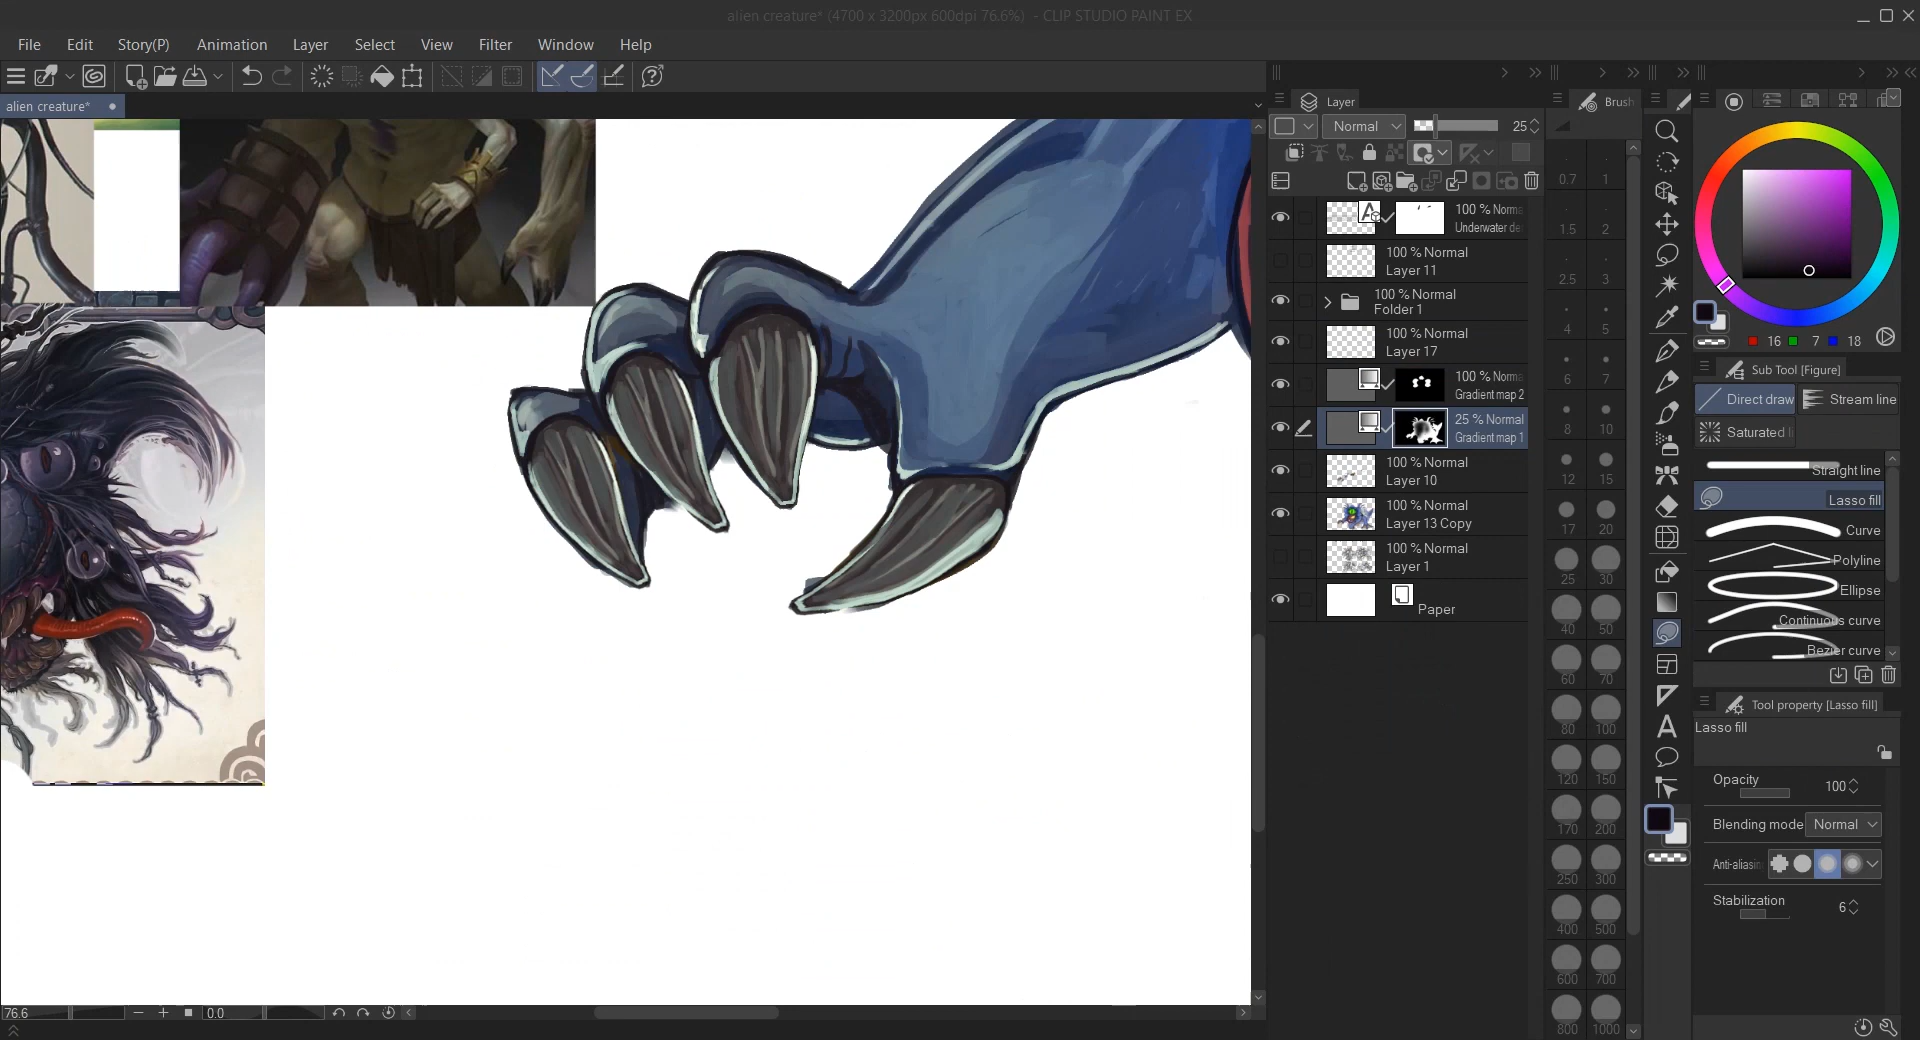 alien creature* (4700 x 3200px 600dpi 76.6%) - CLIP STUDIO PAINT EX
File Edit Story(P) Animation Layer Select View Filter Window Help
alien creature*
Layer
Brush
Normal 25
100 % Norma
Underwater de
100 % Normal
Layer 11
100 % Normal
Folder 1
100 % Normal
Layer 17
100 % Norma
Gradient map 2
25 % Normal
Gradient map 1
100 % Normal
Layer 10
100 % Normal
Layer 13 Copy
100 % Normal
Layer 1
Paper
0.7 1
1.5 2
2.5 3
4 5
6 7
8 10
12 15
17 20
25 30
40 50
60 70
80 100
120 150
170 200
250 300
400 500
600 700
800 1000
16 7 18
Sub Tool [Figure]
Direct draw Stream line
Saturated li
Straight line
Lasso fill
Curve
Polyline
Ellipse
Continuous curve
Bezier curve
Tool property [Lasso fill]
Lasso fill
Opacity 100
Blending mode Normal
Anti-aliasin
Stabilization 6
76.6 0.0